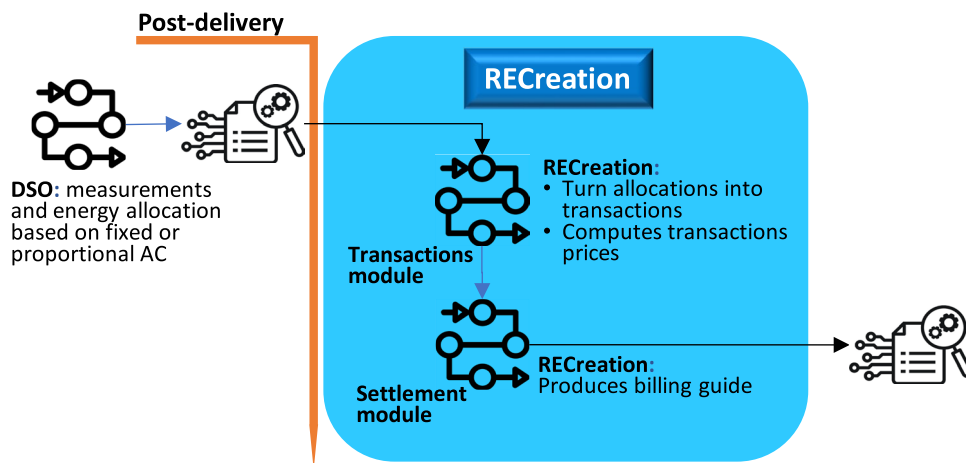 Post-delivery
RECreation
DSO: measurements
and energy allocation
based on fixed or
proportional AC
RECreation:
• Turn allocations into
transactions
• Computes transactions
prices
Transactions
module
RECreation:
Produces billing guide
Settlement
module